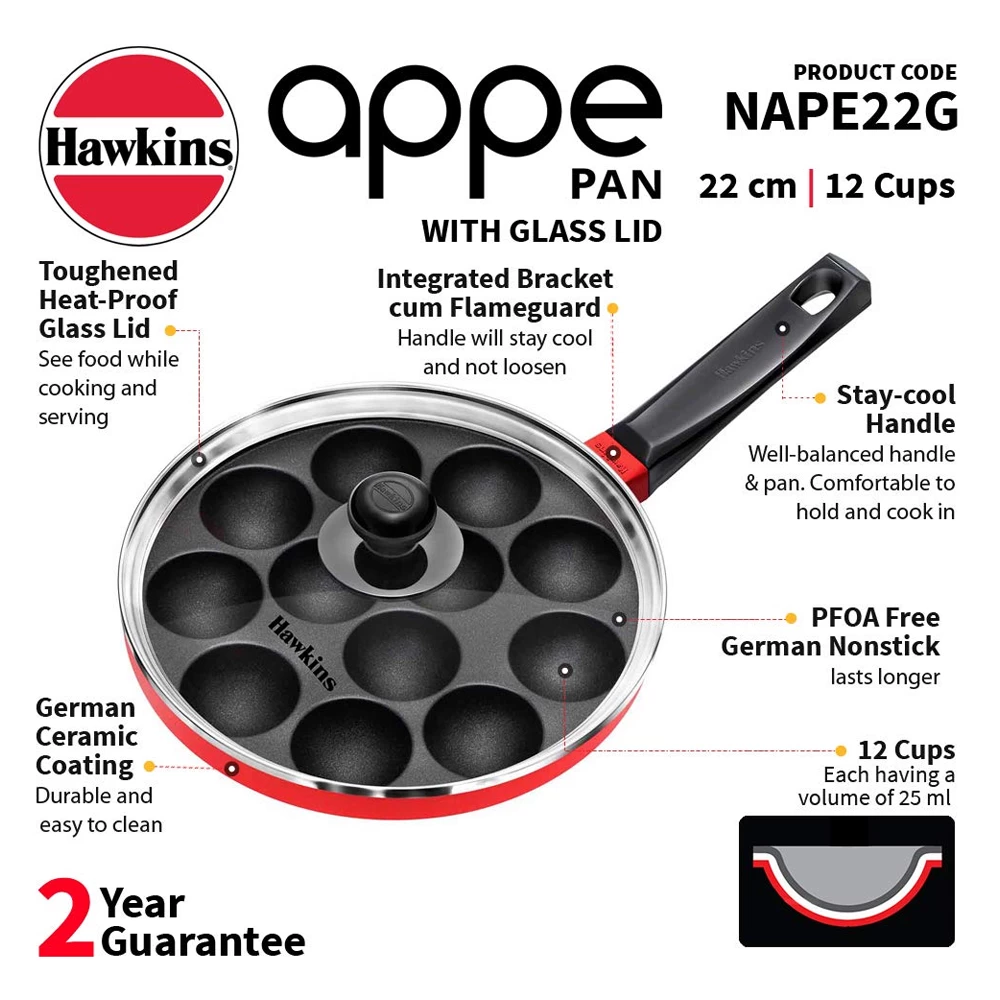 Hawkins
appe
PAN
WITH GLASS LID
PRODUCT CODE
NAPE22G
22 cm | 12 Cups
Toughened
Heat-Proof
Glass Lid
See food while
cooking and
serving
Integrated Bracket
cum Flameguard
Handle will stay cool
and not loosen
Hawkins
Stay-cool
Handle
Well-balanced handle
& pan. Comfortable to
hold and cook in
Hawkins
Hawkins
PFOA Free
German Nonstick
lasts longer
German
Ceramic
Coating
Durable and
easy to clean
12 Cups
Each having a
volume of 25 ml
2 Year
Guarantee